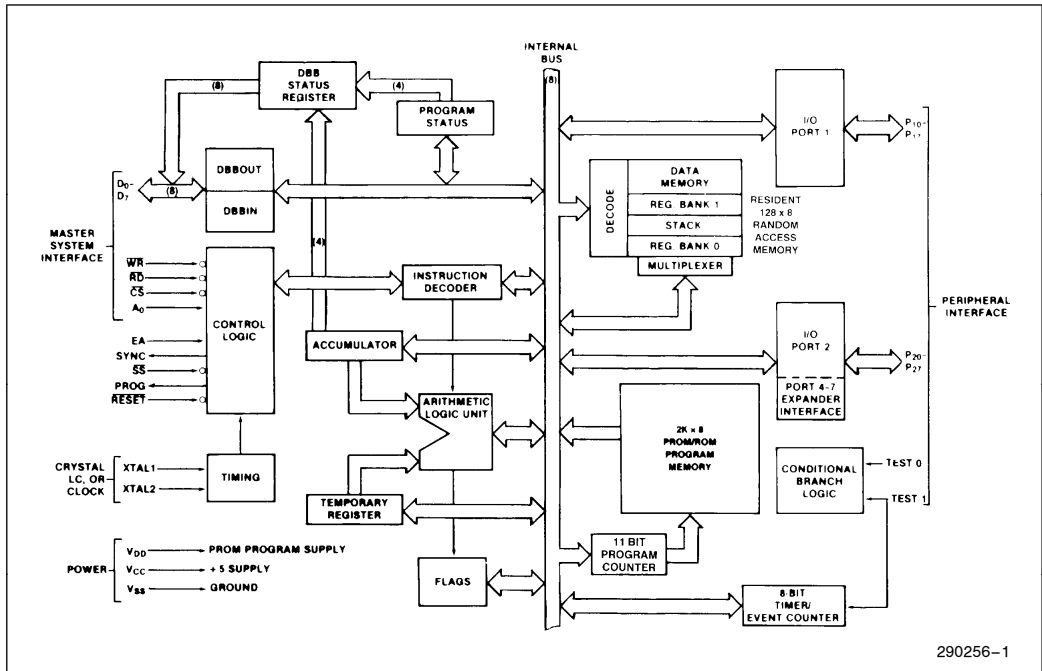 INTERNAL
BUS
(8)
DBB
STATUS
REGISTER
(8)
(4)
PROGRAM
STATUS
I/O
PORT 1
P10-
P17
DBBOUT
DBBIN
D0-
D7
(8)
MASTER
SYSTEM
INTERFACE
DECODE
DATA
MEMORY
REG. BANK 1
STACK
REG. BANK 0
MULTIPLEXER
RESIDENT
128 x 8
RANDOM
ACCESS
MEMORY
(4)
WR
RD
CS
A0
EA
SYNC
SS
PROG
RESET
CONTROL
LOGIC
INSTRUCTION
DECODER
PERIPHERAL
INTERFACE
ACCUMULATOR
I/O
PORT 2
PORT 4-7
EXPANDER
INTERFACE
P20-
P27
ARITHMETIC
LOGIC UNIT
2K x 8
PROM/ROM
PROGRAM
MEMORY
CONDITIONAL
BRANCH
LOGIC
TEST 0
TEST 1
CRYSTAL
LC, OR
CLOCK
XTAL1
XTAL2
TIMING
TEMPORARY
REGISTER
11 BIT
PROGRAM
COUNTER
POWER
VDD PROM PROGRAM SUPPLY
VCC + 5 SUPPLY
VSS GROUND
FLAGS
8-BIT
TIMER/
EVENT COUNTER
290256-1